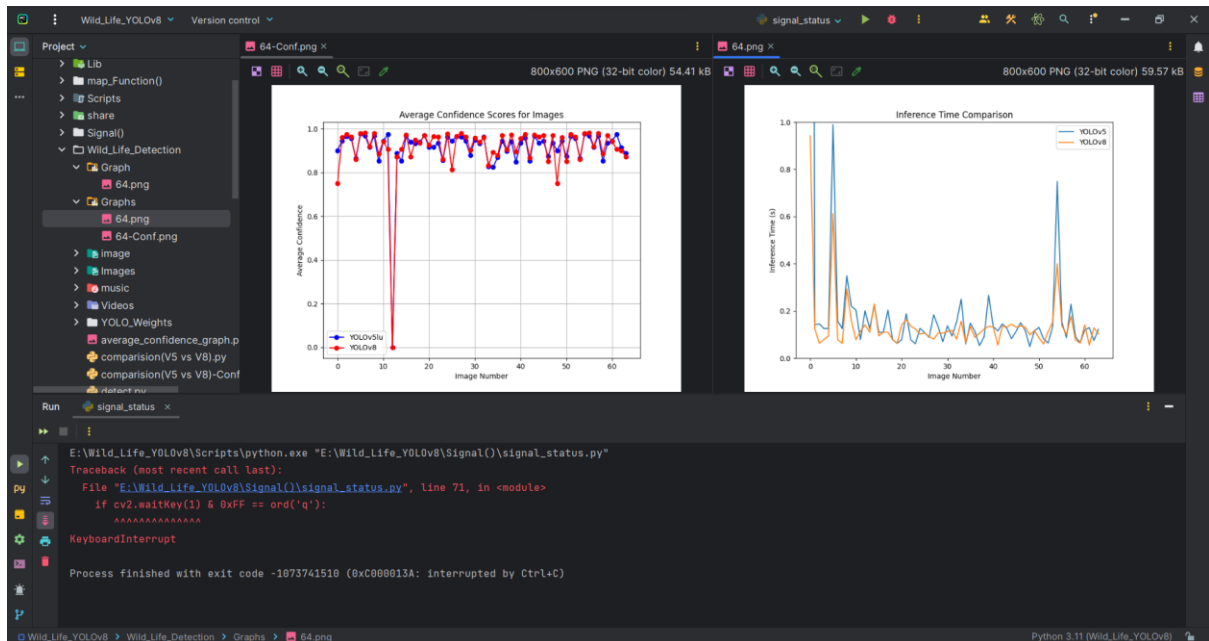 Wild_Life_YOLOv8 Version control signal_status
Project
Lib
map_Function()
Scripts
share
Signal()
Wild_Life_Detection
Graph
64.png
Graphs
64.png
64-Conf.png
image
Images
music
Videos
YOLO_Weights
average_confidence_graph.p
comparision(V5 vs V8).py
comparision(V5 vs V8)-Conf
detect.py
64-Conf.png ×
800x600 PNG (32-bit color) 54.41 kB
Average Confidence Scores for Images
Average Confidence
1.0
0.8
0.6
0.4
0.2
0.0
YOLOv5lu
YOLOv8
0 10 20 30 40 50 60
Image Number
64.png ×
800x600 PNG (32-bit color) 59.57 kB
Inference Time Comparison
YOLOv5
YOLOv8
Inference Time (s)
1.0
0.8
0.6
0.4
0.2
0.0
0 10 20 30 40 50 60
Image Number
Run signal_status ×
E:\Wild_Life_YOLOv8\Scripts\python.exe "E:\Wild_Life_YOLOv8\Signal()\signal_status.py"
Traceback (most recent call last):
File "E:\Wild_Life_YOLOv8\Signal()\signal_status.py", line 71, in <module>
if cv2.waitKey(1) & 0xFF == ord('q'):
^^^^^^^^^^^^^^
KeyboardInterrupt
Process finished with exit code -1073741510 (0xC000013A: interrupted by Ctrl+C)
Wild_Life_YOLOv8 > Wild_Life_Detection > Graphs > 64.png
Python 3.11 (Wild_Life_YOLOv8)